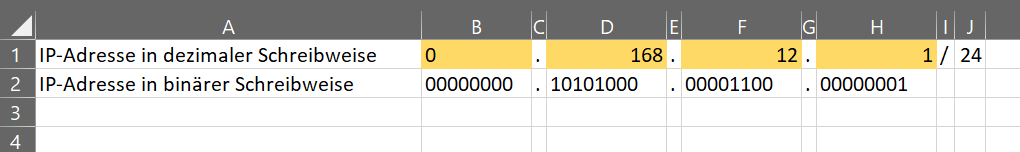 A B C D E F G H I J
1 IP-Adresse in dezimaler Schreibweise 0 . 168 . 12 . 1 / 24
2 IP-Adresse in binärer Schreibweise 00000000 . 10101000 . 00001100 . 00000001
3
4